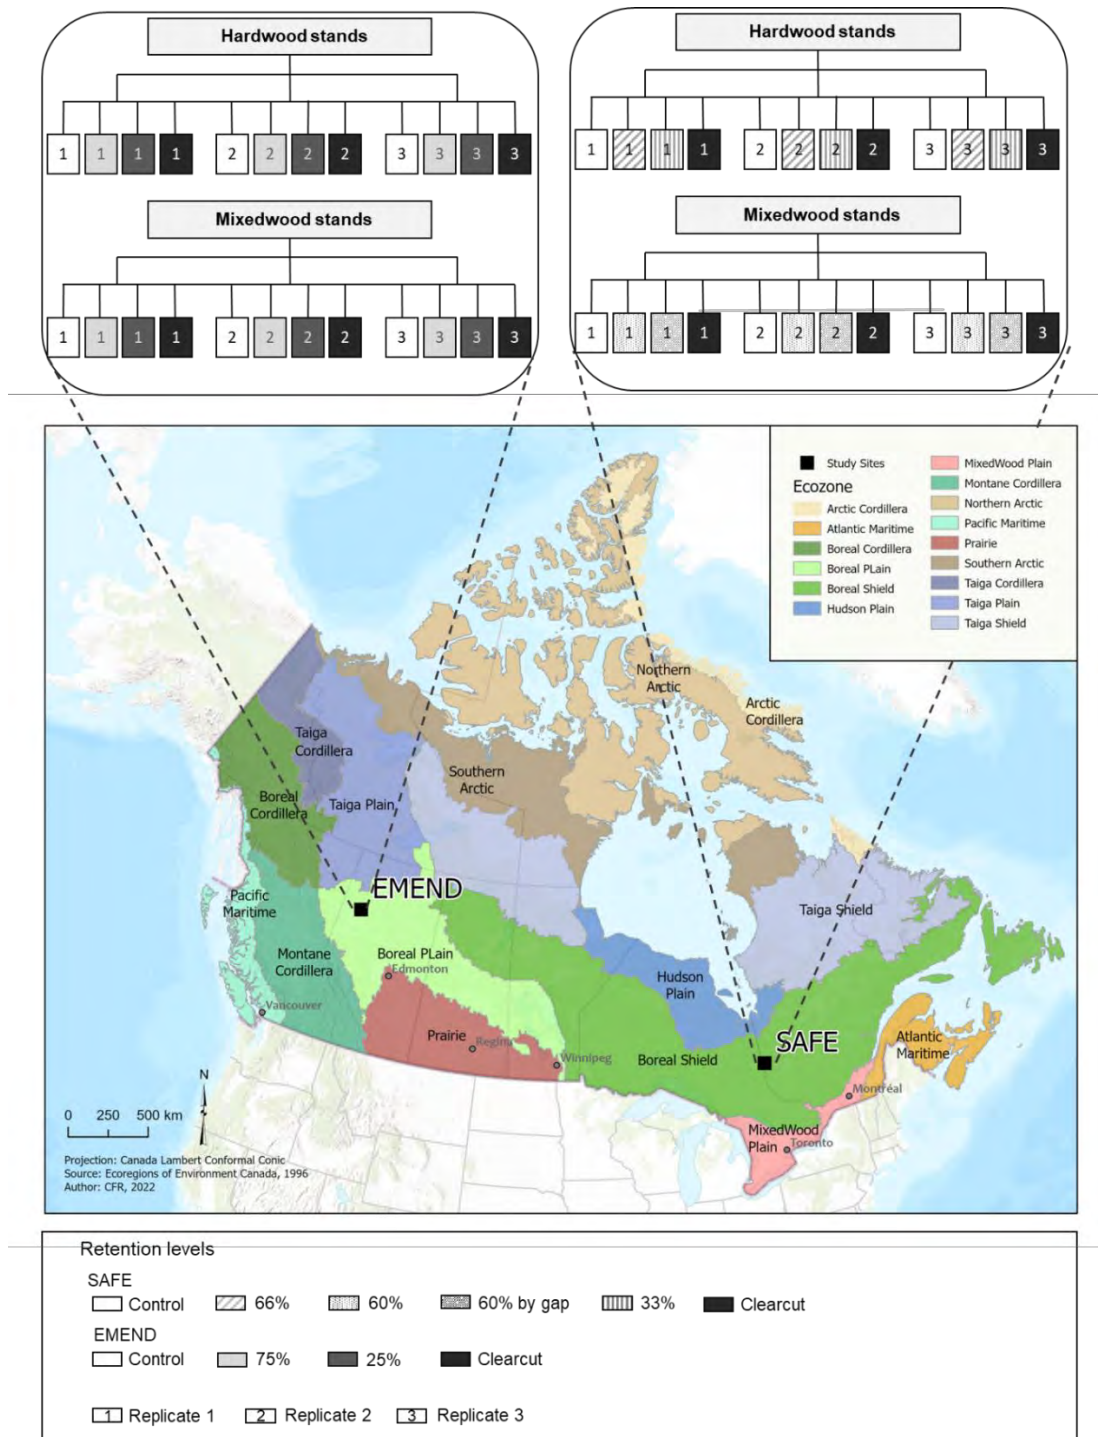 Hardwood stands
1 1 1 1 2 2 2 2 3 3 3 3
Mixedwood stands
1 1 1 1 2 2 2 2 3 3 3 3
Hardwood stands
1 1 1 1 2 2 2 2 3 3 3 3
Mixedwood stands
1 1 1 1 2 2 2 2 3 3 3 3
Study Sites
Ecozone
Arctic Cordillera
Atlantic Maritime
Boreal Cordillera
Boreal PLain
Boreal Shield
Hudson Plain
MixedWood Plain
Montane Cordillera
Northern Arctic
Pacific Maritime
Prairie
Southern Arctic
Taiga Cordillera
Taiga Plain
Taiga Shield
Northern
Arctic
Arctic
Cordillera
Taiga
Cordillera
Southern
Arctic
Boreal
Cordillera
Taiga Plain
EMEND
Pacific
Maritime
Taiga Shield
Montane
Cordillera
Boreal PLain
Edmonton
Hudson
Plain
Vancouver
Prairie
Regina
Winnipeg
Boreal Shield
SAFE
Atlantic
Maritime
Montréal
MixedWood
Plain
Toronto
N
0 250 500 km
Projection: Canada Lambert Conformal Conic
Source: Ecoregions of Environment Canada, 1996
Author: CFR, 2022
Retention levels
SAFE
Control 66% 60% 60% by gap 33% Clearcut
EMEND
Control 75% 25% Clearcut
1 Replicate 1 2 Replicate 2 3 Replicate 3